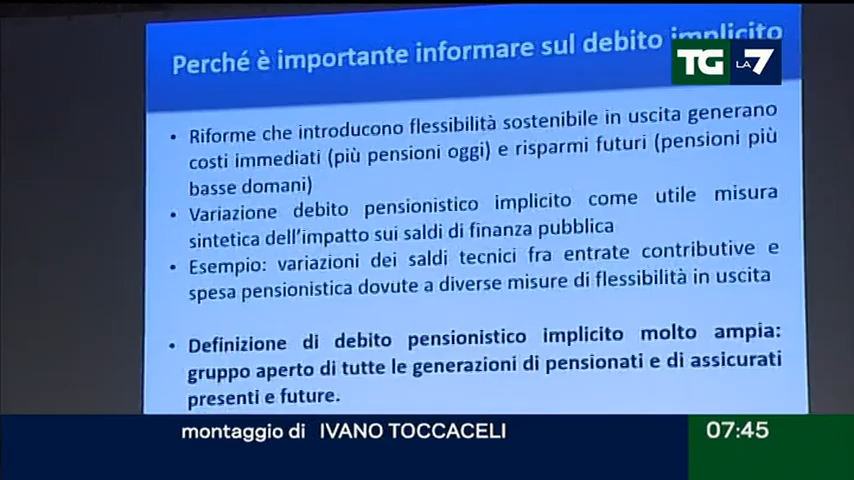 Perché è importante informare sul debito implicito
TG LA7
• Riforme che introducono flessibilità sostenibile in uscita generano
costi immediati (più pensioni oggi) e risparmi futuri (pensioni più
basse domani)
• Variazione debito pensionistico implicito come utile misura
sintetica dell'impatto sui saldi di finanza pubblica
• Esempio: variazioni dei saldi tecnici fra entrate contributive e
spesa pensionistica dovute a diverse misure di flessibilità in uscita
• Definizione di debito pensionistico implicito molto ampia:
gruppo aperto di tutte le generazioni di pensionati e di assicurati
presenti e future.
montaggio di IVANO TOCCACELI
07:45